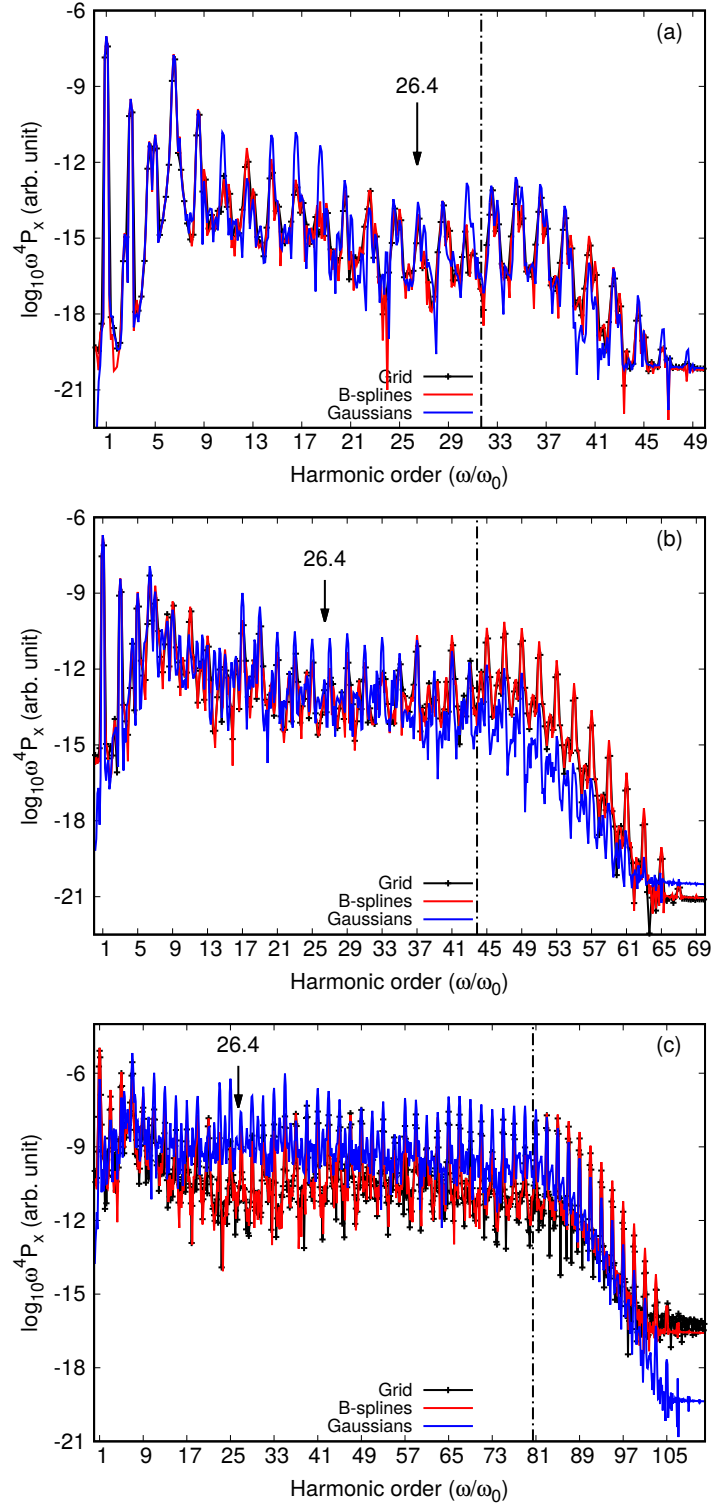 (a)
-6
-9
-12
-15
-18
-21
log10ω4Px (arb. unit)
26.4
Grid
B-splines
Gaussians
1 5 9 13 17 21 25 29 33 37 41 45 49
Harmonic order (ω/ω0)
(b)
-6
-9
-12
-15
-18
-21
log10ω4Px (arb. unit)
26.4
Grid
B-splines
Gaussians
1 5 9 13 17 21 25 29 33 37 41 45 49 53 57 61 65 69
Harmonic order (ω/ω0)
(c)
-6
-9
-12
-15
-18
-21
log10ω4Px (arb. unit)
26.4
Grid
B-splines
Gaussians
1 9 17 25 33 41 49 57 65 73 81 89 97 105
Harmonic order (ω/ω0)